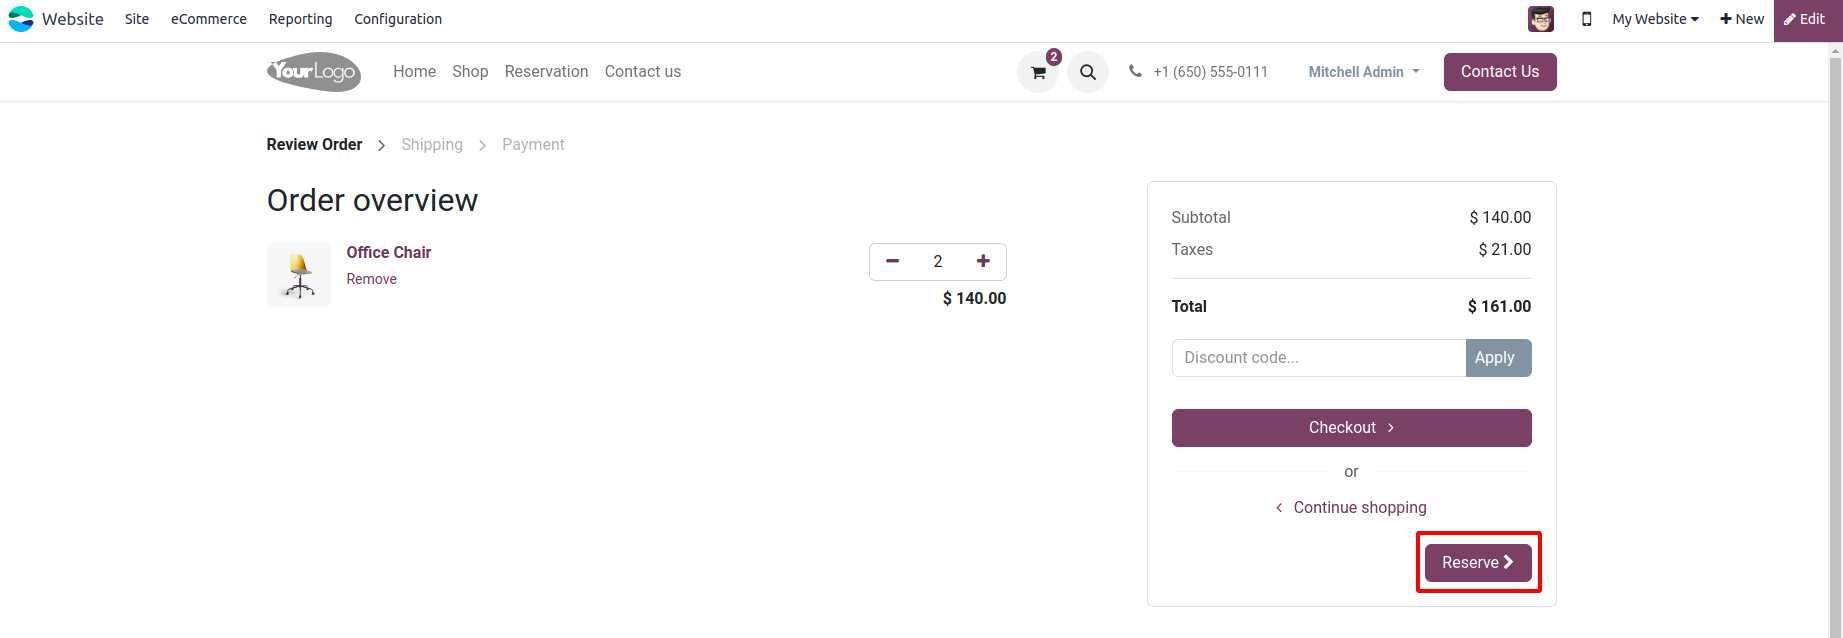 Website Site eCommerce Reporting Configuration My Website New Edit
YourLogo Home Shop Reservation Contact us 2 +1 (650) 555-0111 Mitchell Admin Contact Us
Review Order Shipping Payment
Order overview
Office Chair
Remove
2
$ 140.00
Subtotal $ 140.00
Taxes $ 21.00
Total $ 161.00
Discount code... Apply
Checkout
or
Continue shopping
Reserve